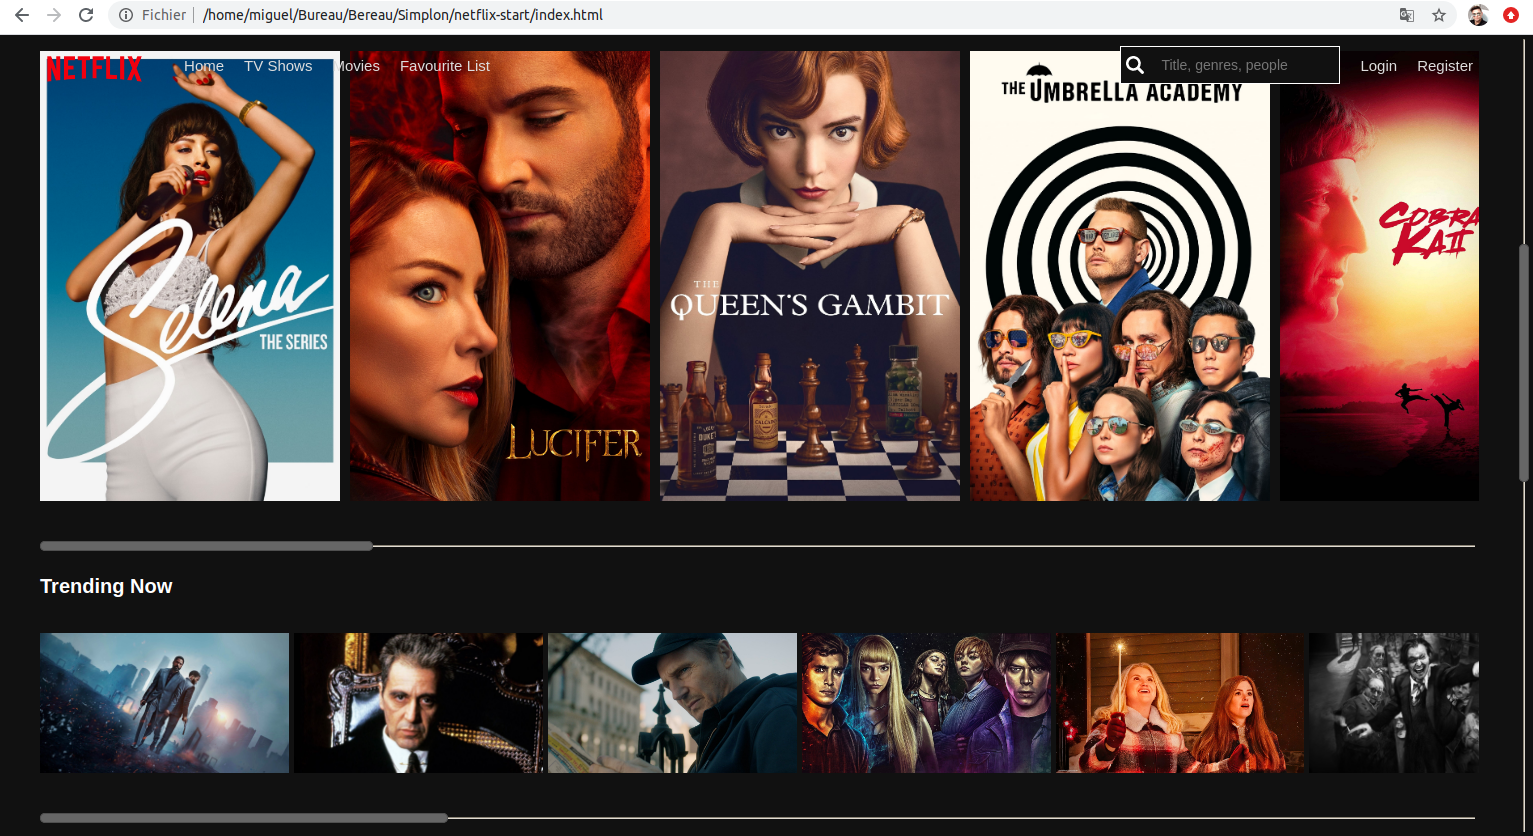 Fichier | /home/miguel/Bureau/Bereau/Simplon/netflix-start/index.html
NETFLIX Home TV Shows Movies Favourite List Title, genres, people Login Register
THE UMBRELLA ACADEMY
COBRA KAI
THE
QUEEN'S GAMBIT
Selena
THE SERIES
LUCIFER
Trending Now